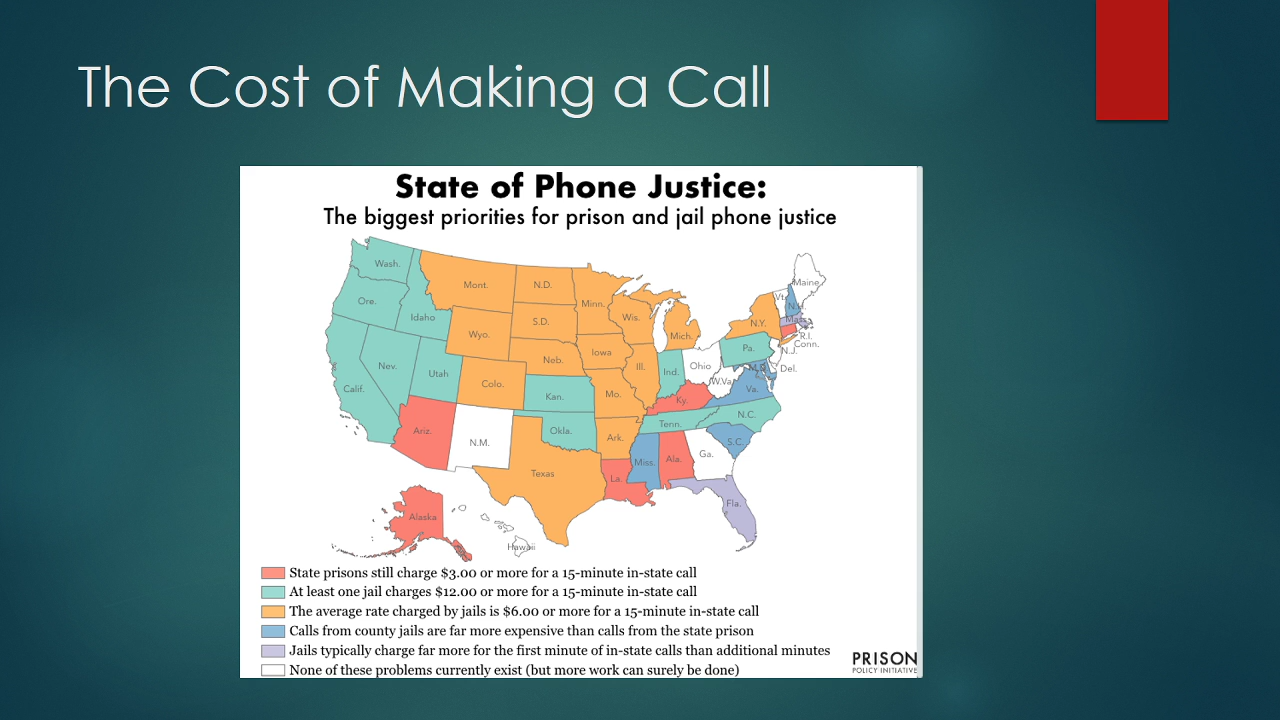 The Cost of Making a Call
State of Phone Justice:
The biggest priorities for prison and jail phone justice
Wash.
Mont.
N.D.
Minn.
Maine
Vt.
N.H.
Ore.
Idaho
S.D.
Wis.
Mich.
N.Y.
Mass.
R.I.
Conn.
Wyo.
Neb.
Iowa
Ill.
Ind.
Ohio
Pa.
N.J.
Nev.
Utah
Colo.
Kan.
Mo.
Ky.
W.Va.
M.D.
Del.
Va.
Calif.
Ariz.
N.M.
Okla.
Ark.
Tenn.
N.C.
Texas
La.
Miss.
Ala.
Ga.
S.C.
Fla.
Alaska
Hawaii
State prisons still charge $3.00 or more for a 15-minute in-state call
At least one jail charges $12.00 or more for a 15-minute in-state call
The average rate charged by jails is $6.00 or more for a 15-minute in-state call
Calls from county jails are far more expensive than calls from the state prison
Jails typically charge far more for the first minute of in-state calls than additional minutes
None of these problems currently exist (but more work can surely be done)
PRISON
POLICY INITIATIVE